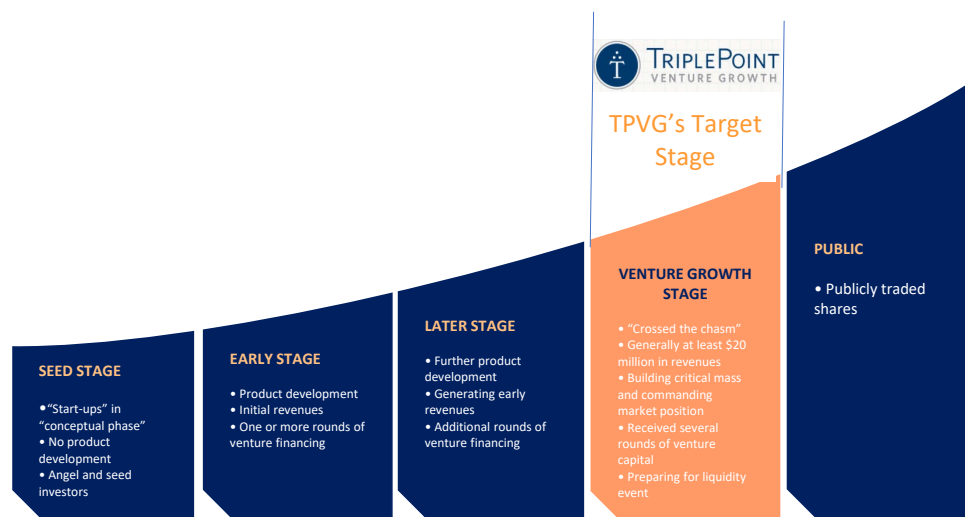 TRIPLEPOINT
VENTURE GROWTH
TPVG's Target
Stage
SEED STAGE
•"Start-ups" in
"conceptual phase"
• No product
development
• Angel and seed
investors
EARLY STAGE
• Product development
• Initial revenues
• One or more rounds of
venture financing
LATER STAGE
• Further product
development
• Generating early
revenues
• Additional rounds of
venture financing
VENTURE GROWTH
STAGE
• "Crossed the chasm"
• Generally at least $20
million in revenues
• Building critical mass
and commanding
market position
• Received several
rounds of venture
capital
• Preparing for liquidity
event
PUBLIC
• Publicly traded
shares